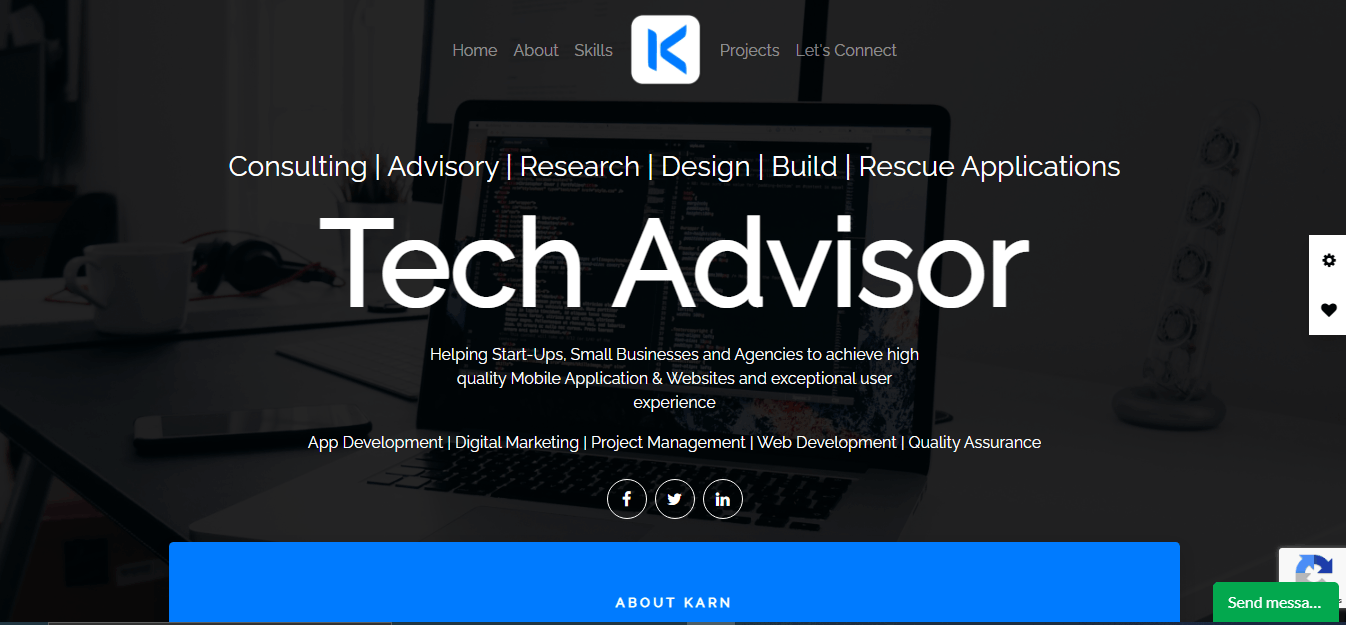 Home About Skills K Projects Let's Connect
Consulting | Advisory | Research | Design | Build | Rescue Applications
Tech Advisor
Helping Start-Ups, Small Businesses and Agencies to achieve high
quality Mobile Application & Websites and exceptional user
experience
App Development | Digital Marketing | Project Management | Web Development | Quality Assurance
f in
ABOUT KARN
Send messa...